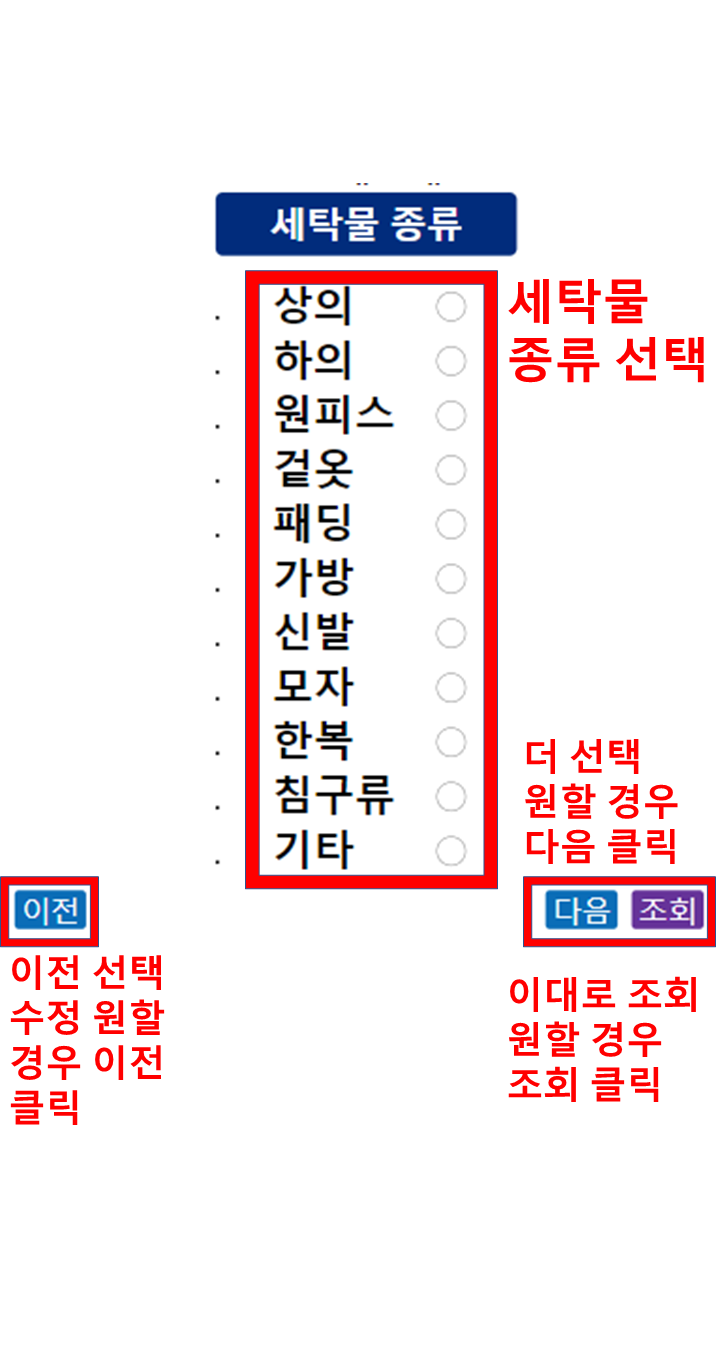 세탁물 종류
. 상의
. 하의
. 원피스
. 겉옷
. 패딩
. 가방
. 신발
. 모자
. 한복
. 침구류
. 기타
세탁물
종류 선택
더 선택
원할 경우
다음 클릭
이전
다음 조회
이전 선택
수정 원할
경우 이전
클릭
이대로 조회
원할 경우
조회 클릭